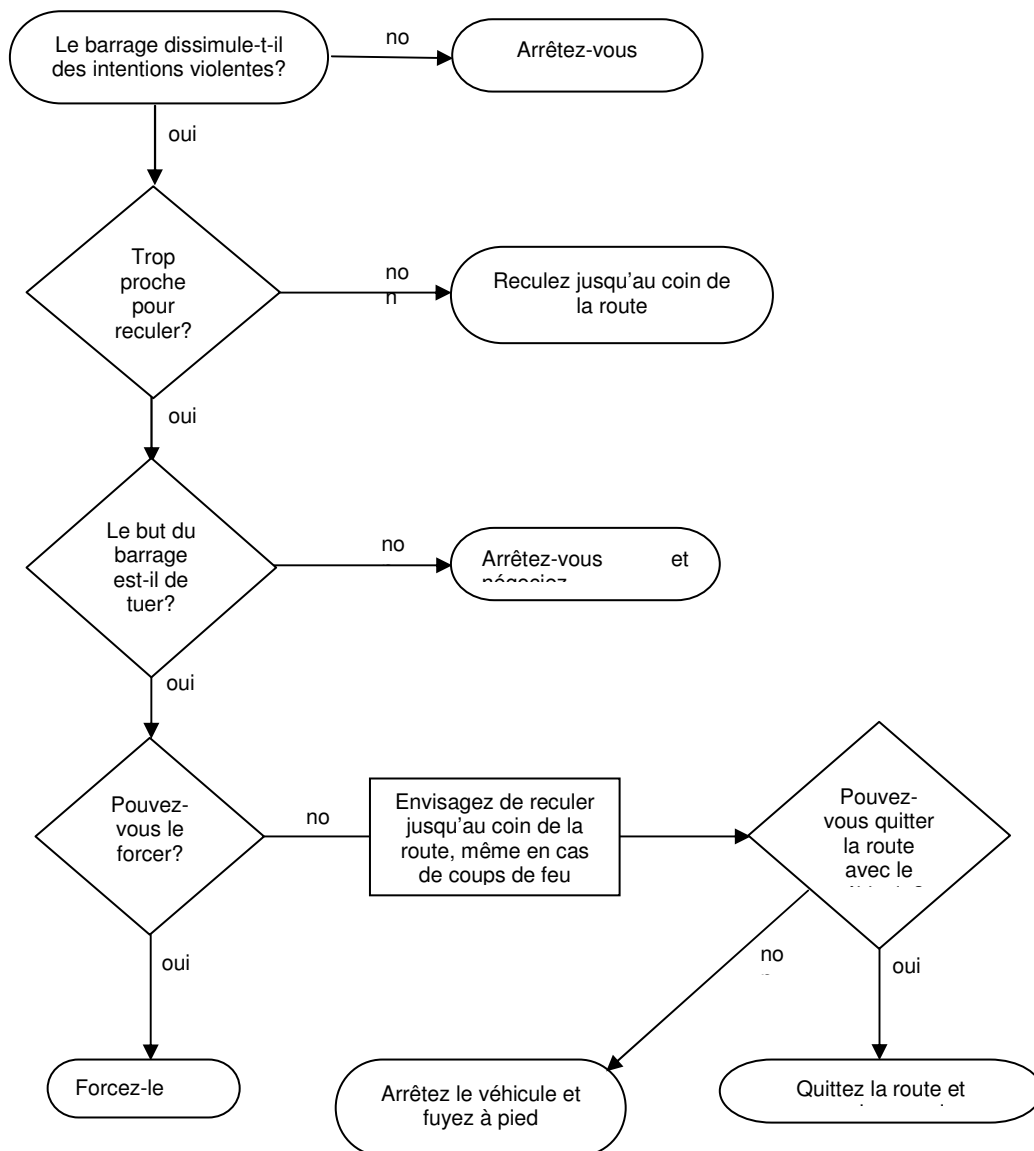 Le barrage dissimule-t-il
des intentions violentes?
no
Arrêtez-vous
oui
Trop
proche
pour
reculer?
no
n
Reculez jusqu'au coin de
la route
oui
Le but du
barrage
est-il de
tuer?
no
Arrêtez-vous et
négociez
oui
Pouvez-
vous le
forcer?
no
Envisagez de reculer
jusqu'au coin de la
route, même en cas
de coups de feu
Pouvez-
vous quitter
la route
avec le
oui
no
oui
Forcez-le
Arrêtez le véhicule et
fuyez à pied
Quittez la route et